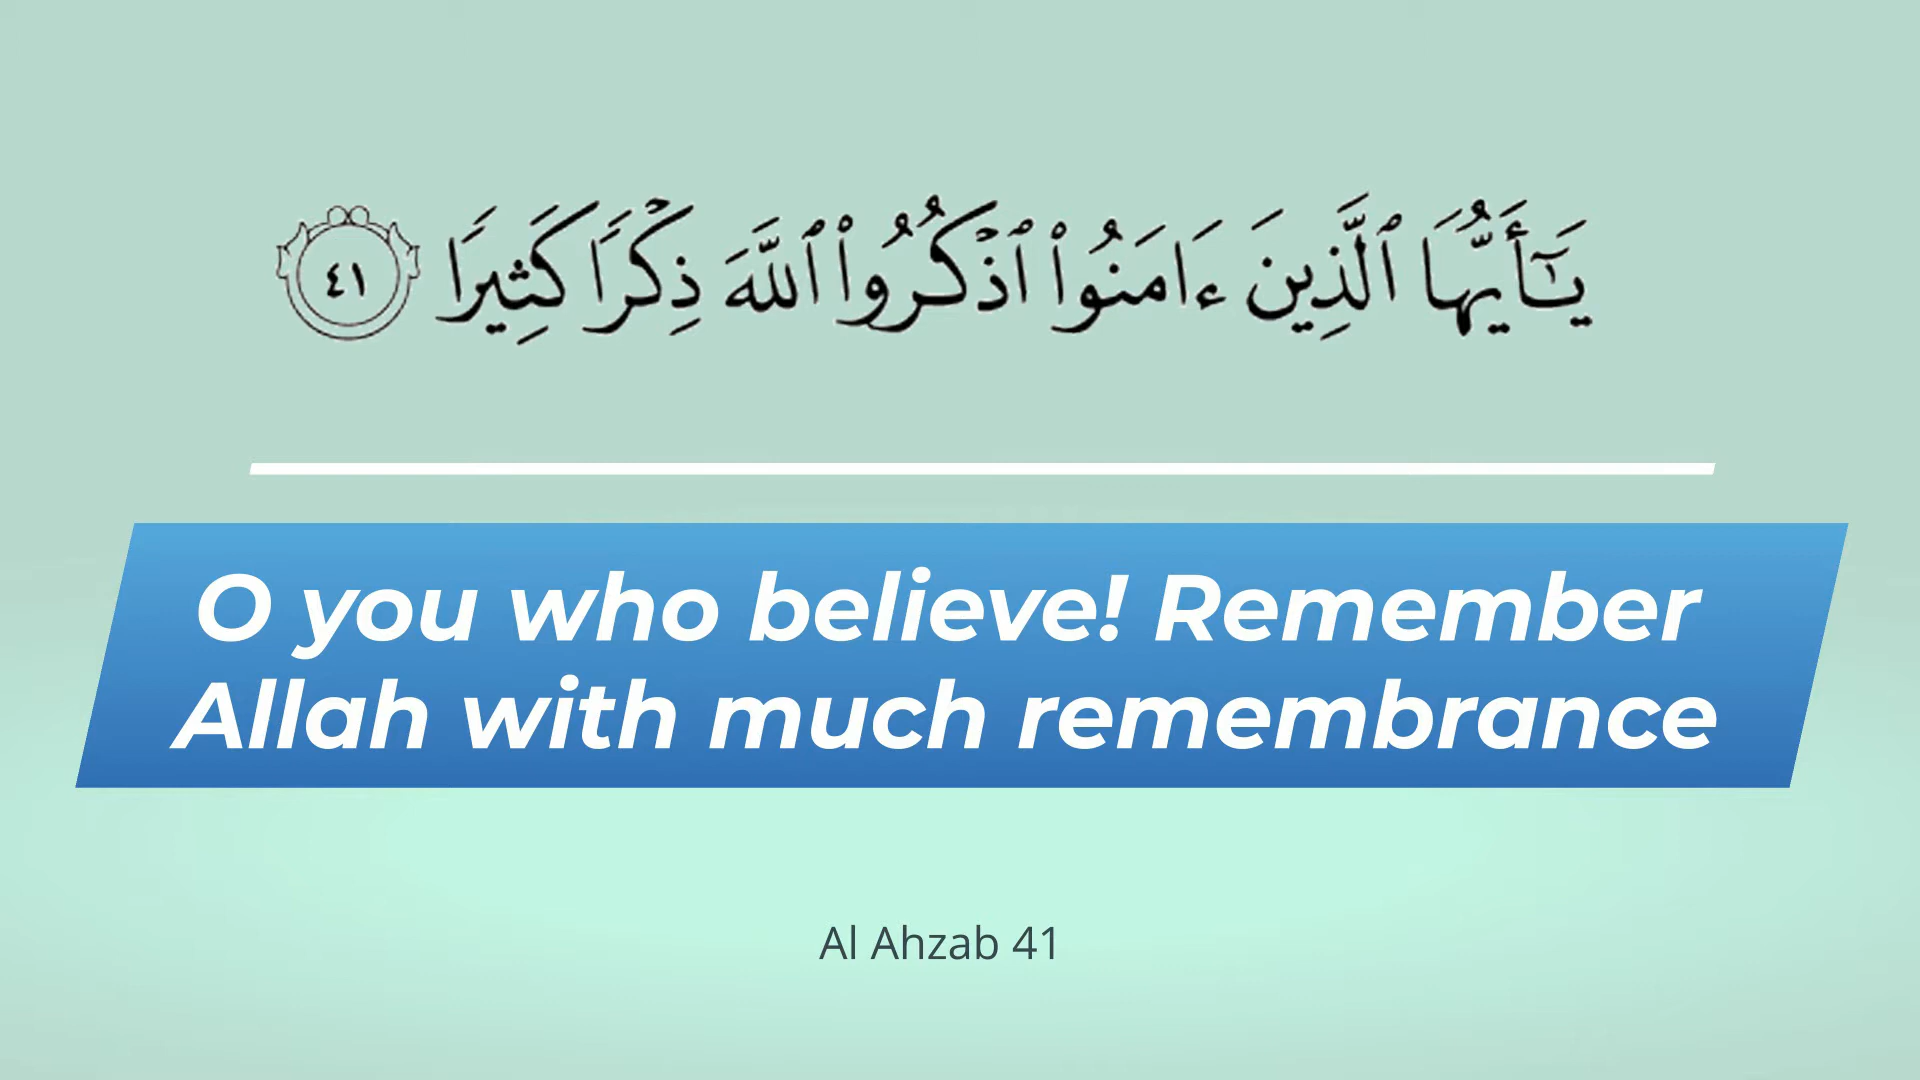 يَـٰٓأَيُّهَا ٱلَّذِينَ ءَامَنُوا۟ ٱذْكُرُوا۟ ٱللَّهَ ذِكْرًا كَثِيرًا ٤١
O you who believe! Remember
Allah with much remembrance
Al Ahzab 41